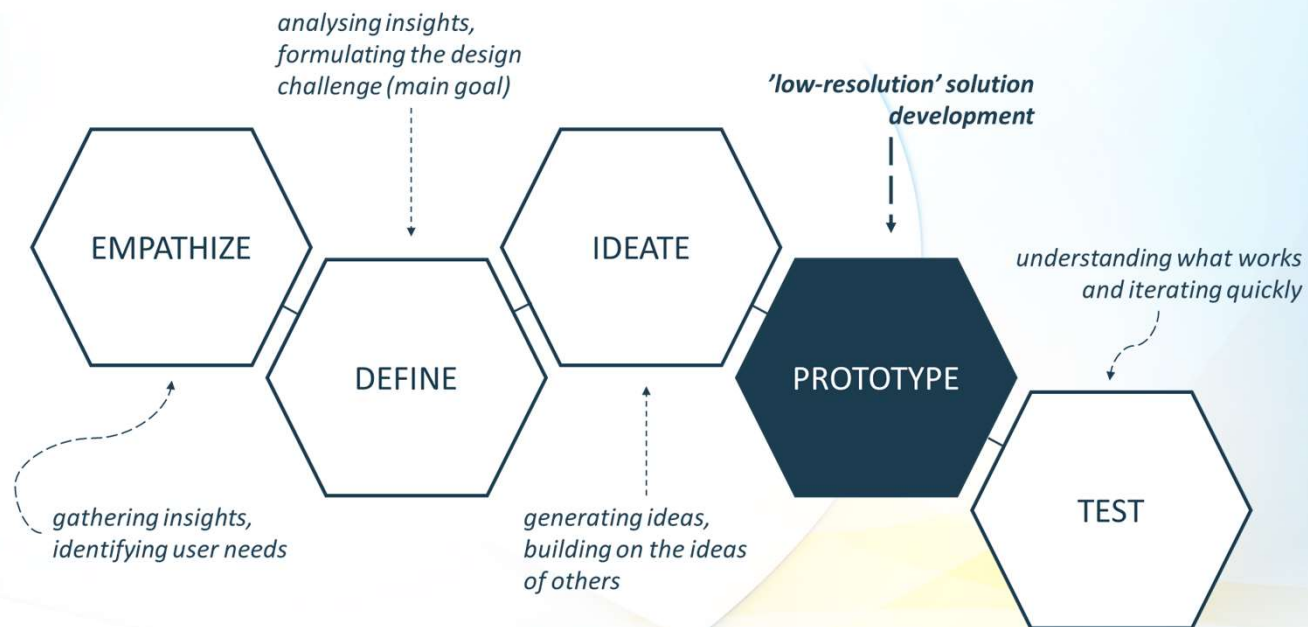 analysing insights,
formulating the design
challenge (main goal)
’low-resolution’ solution
development
EMPATHIZE
IDEATE
understanding what works
and iterating quickly
DEFINE
PROTOTYPE
TEST
gathering insights,
identifying user needs
generating ideas,
building on the ideas
of others